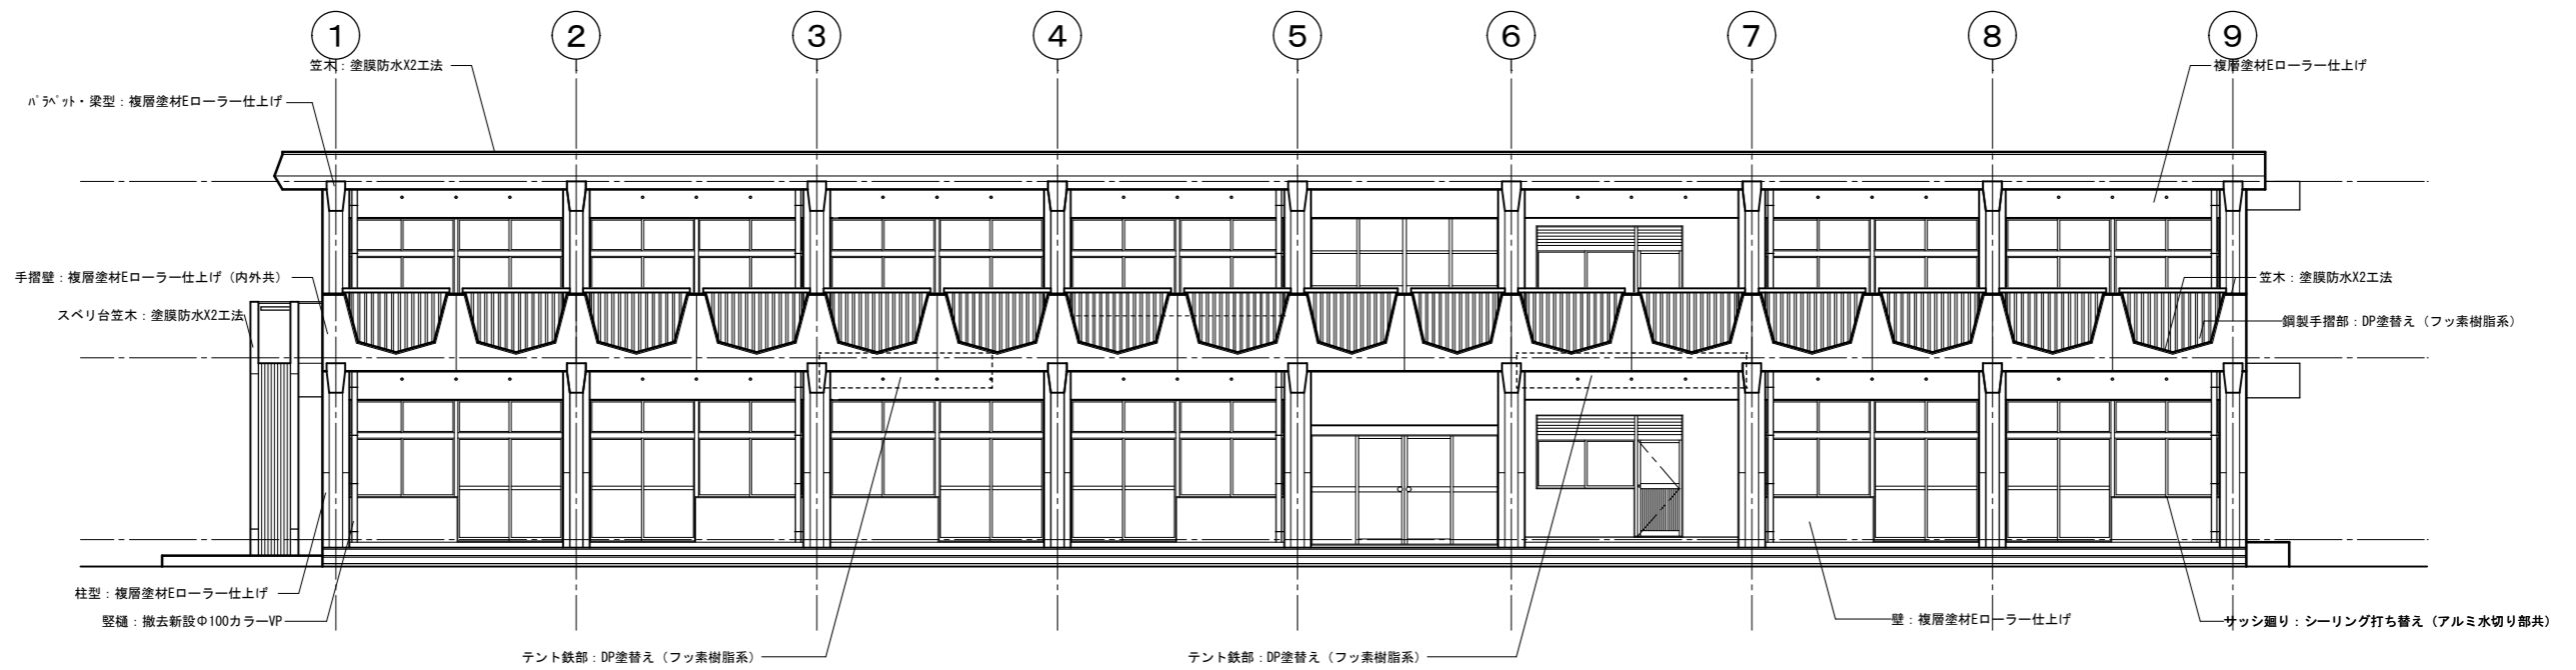 1
2
3
4
5
6
7
8
9
笠木：塗膜防水X2工法
複層塗材Eローラー仕上げ
ﾊﾟﾗﾍﾟｯﾄ・梁型：複層塗材Eローラー仕上げ
手摺壁：複層塗材Eローラー仕上げ（内外共）
笠木：塗膜防水X2工法
スベリ台笠木：塗膜防水X2工法
鋼製手摺部：DP塗替え（フッ素樹脂系）
柱型：複層塗材Eローラー仕上げ
竪樋：撤去新設Φ100カラーVP
壁：複層塗材Eローラー仕上げ
サッシ廻り：シーリング打ち替え（アルミ水切り部共）
テント鉄部：DP塗替え（フッ素樹脂系）
テント鉄部：DP塗替え（フッ素樹脂系）